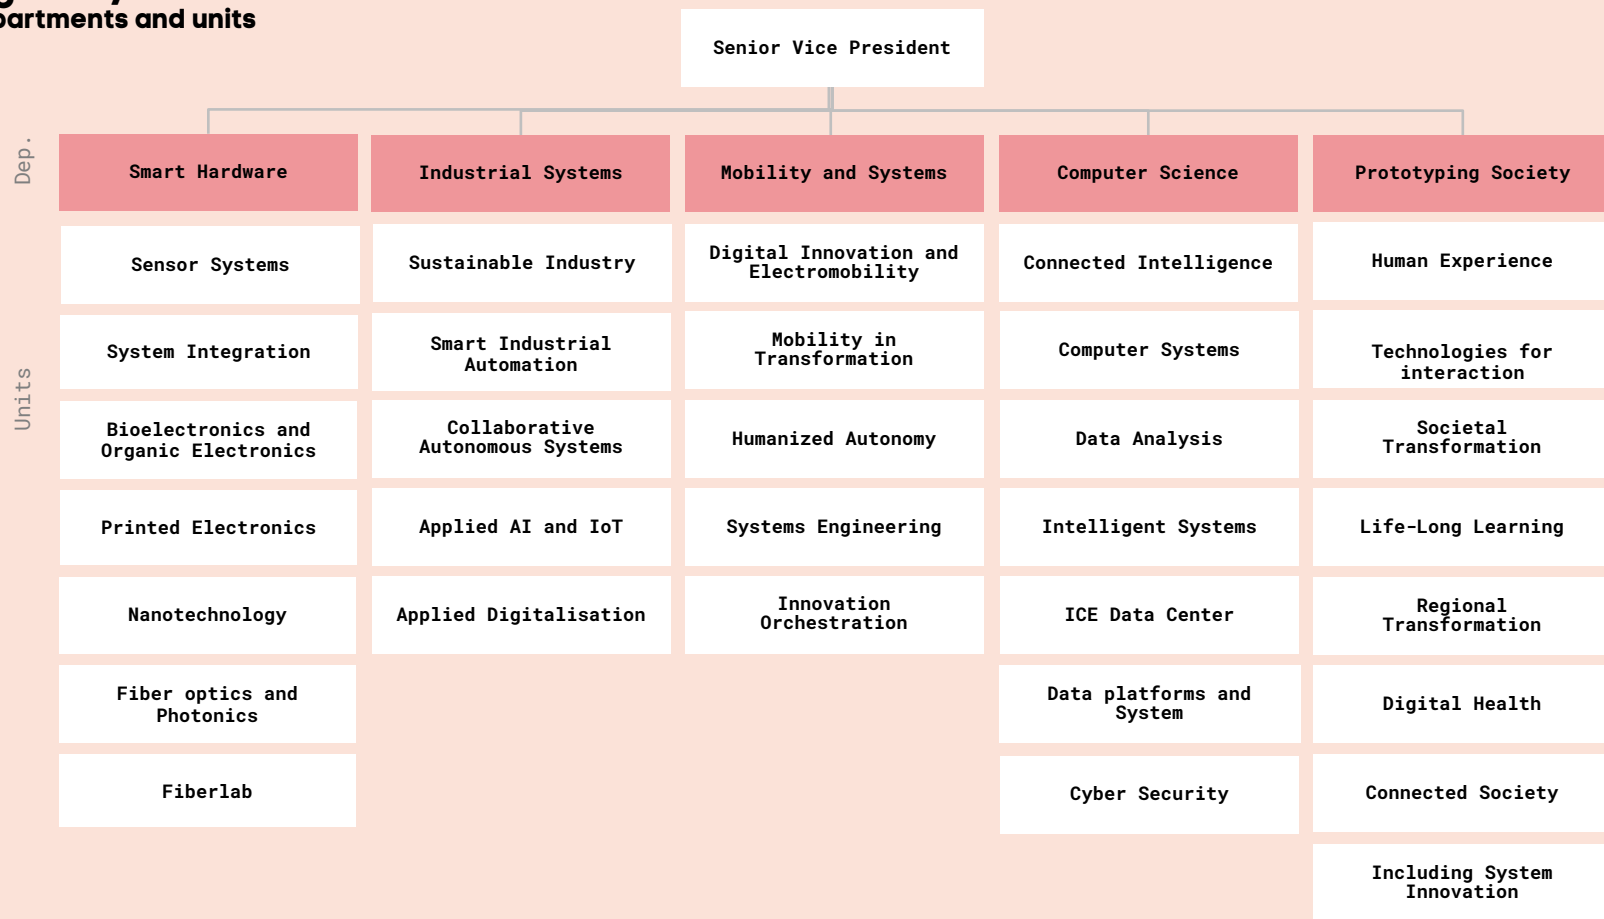 partments and units
Senior Vice President
Dep.
Smart Hardware
Industrial Systems
Mobility and Systems
Computer Science
Prototyping Society
Units
Sensor Systems
System Integration
Bioelectronics and
Organic Electronics
Printed Electronics
Nanotechnology
Fiber optics and
Photonics
Fiberlab
Sustainable Industry
Smart Industrial
Automation
Collaborative
Autonomous Systems
Applied AI and IoT
Applied Digitalisation
Digital Innovation and
Electromobility
Mobility in
Transformation
Humanized Autonomy
Systems Engineering
Innovation
Orchestration
Connected Intelligence
Computer Systems
Data Analysis
Intelligent Systems
ICE Data Center
Data platforms and
System
Cyber Security
Human Experience
Technologies for
interaction
Societal
Transformation
Life-Long Learning
Regional
Transformation
Digital Health
Connected Society
Including System
Innovation